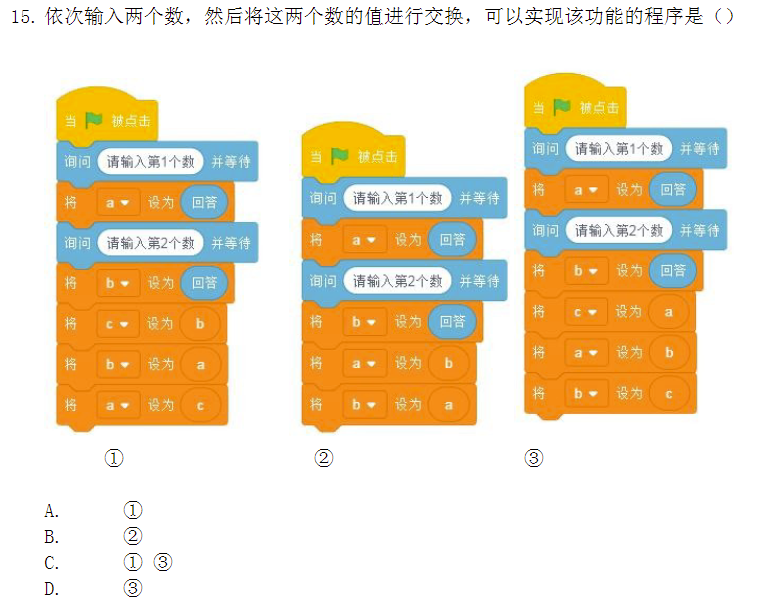 15. 依次输入两个数，然后将这两个数的值进行交换，可以实现该功能的程序是（）
当 被点击
询问 请输入第1个数 并等待
将 a 设为 回答
询问 请输入第2个数 并等待
将 b 设为 回答
将 c 设为 b
将 b 设为 a
将 a 设为 c
①
当 被点击
询问 请输入第1个数 并等待
将 a 设为 回答
询问 请输入第2个数 并等待
将 b 设为 回答
将 a 设为 b
将 b 设为 a
②
当 被点击
询问 请输入第1个数 并等待
将 a 设为 回答
询问 请输入第2个数 并等待
将 b 设为 回答
将 c 设为 a
将 a 设为 b
将 b 设为 c
③
A. ①
B. ②
C. ① ③
D. ③